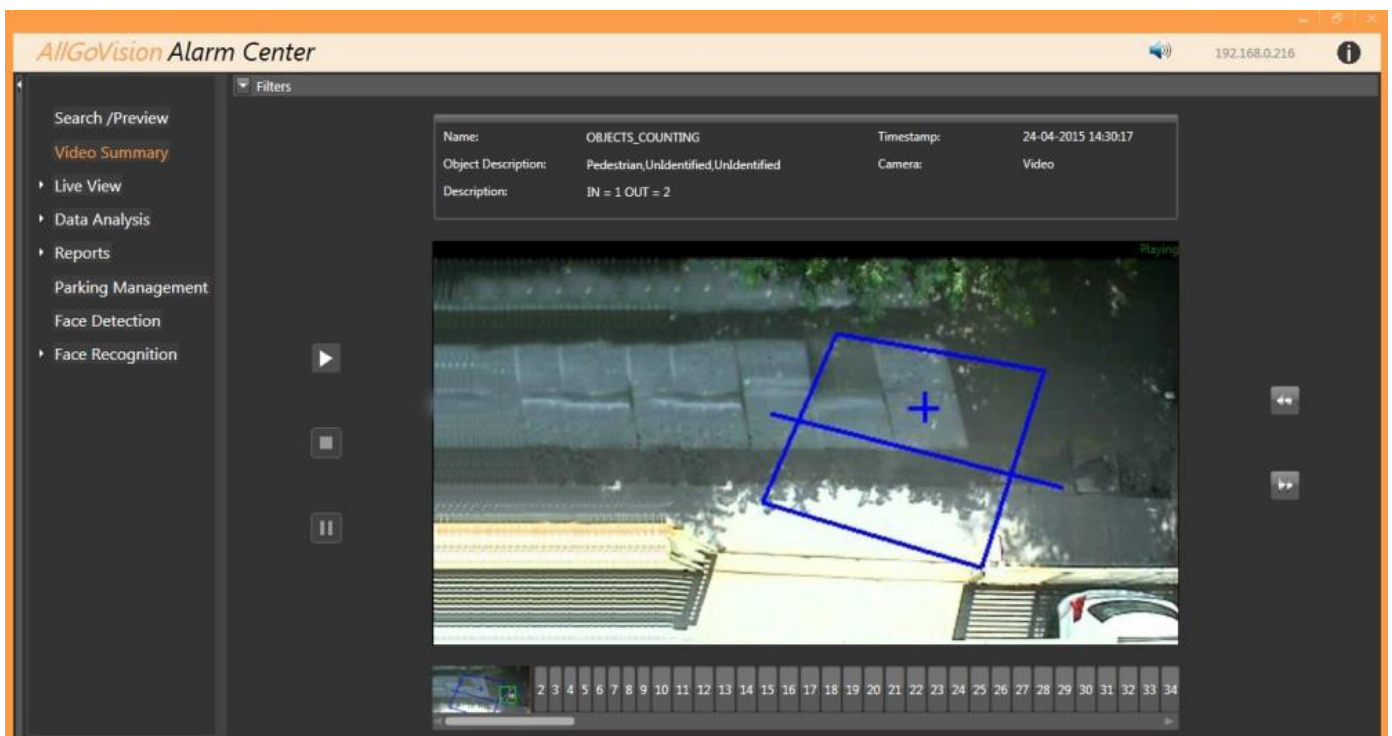 AllGoVision Alarm Center
192.168.0.216
Filters
Search /Preview
Video Summary
Live View
Data Analysis
Reports
Parking Management
Face Detection
Face Recognition
Name: OBJECTS_COUNTING Timestamp: 24-04-2015 14:30:17
Object Description: Pedestrian,UnIdentified,UnIdentified Camera: Video
Description: IN = 1 OUT = 2
Playing
2 3 4 5 6 7 8 9 10 11 12 13 14 15 16 17 18 19 20 21 22 23 24 25 26 27 28 29 30 31 32 33 34